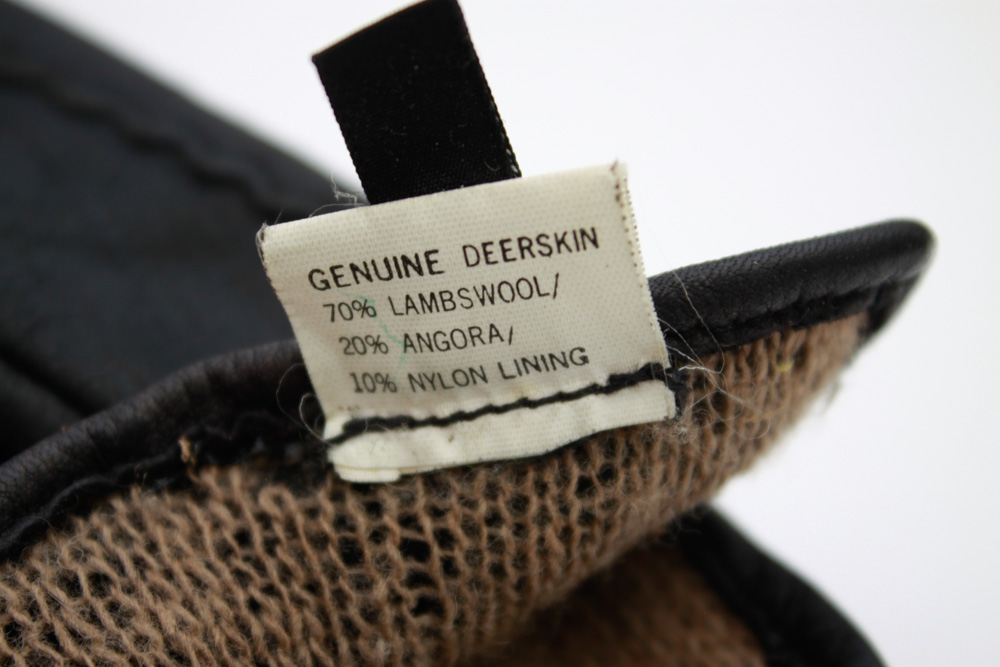 GENUINE DEERSKIN
70% LAMBSWOOL/
20% ANGORA/
10% NYLON LINING